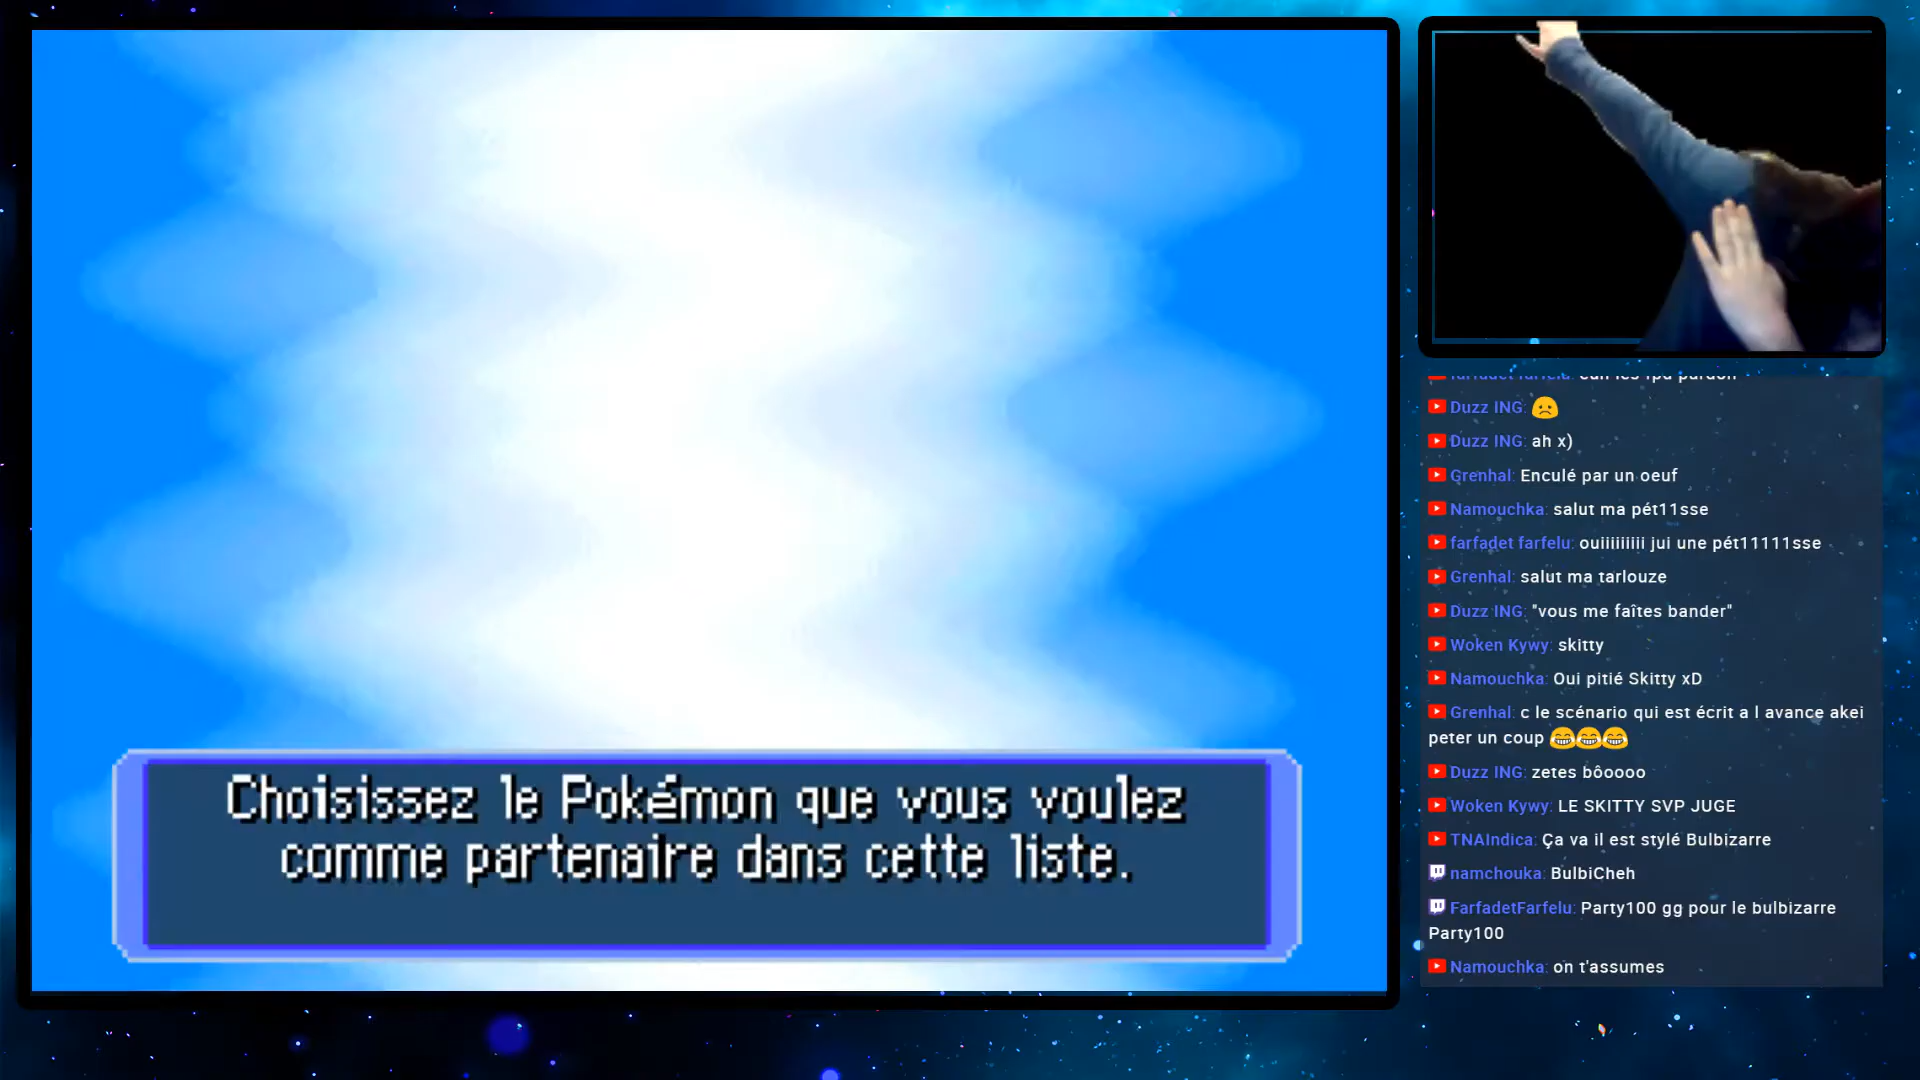 Choisissez le Pokémon que vous voulez
comme partenaire dans cette liste.
farfadet farfelu: pardon
Duzz ING: ☹️
Duzz ING: ah x)
Grenhal: Enculé par un oeuf
Namouchka: salut ma pét11sse
farfadet farfelu: ouiiiiiiiii jui une pét11111sse
Grenhal: salut ma tarlouze
Duzz ING: "vous me faîtes bander"
Woken Kywy: skitty
Namouchka: Oui pitié Skitty xD
Grenhal: c le scénario qui est écrit a l avance akei
peter un coup 😂😂😂
Duzz ING: zetes bôoooo
Woken Kywy: LE SKITTY SVP JUGE
TNAIndica: Ça va il est stylé Bulbizarre
namchouka: BulbiCheh
FarfadetFarfelu: Party100 gg pour le bulbizarre
Party100
Namouchka: on t'assumes